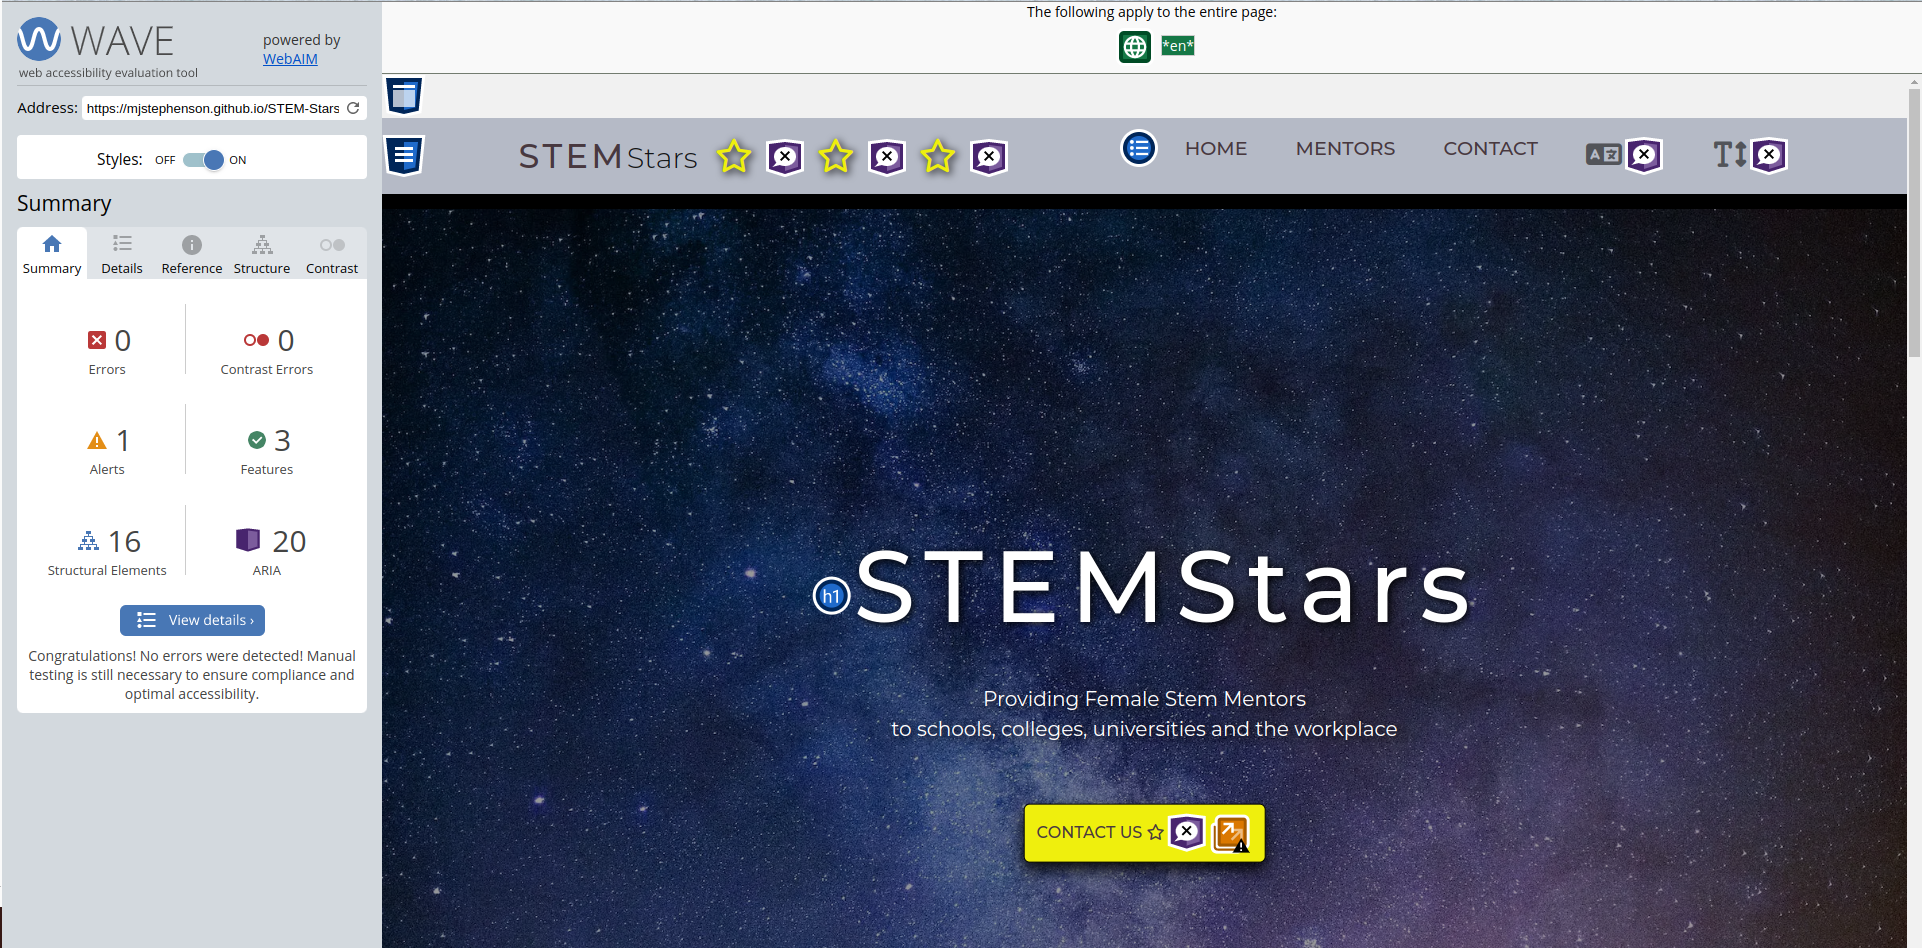 WAVE
web accessibility evaluation tool
powered by
WebAIM
Address: https://mjstephenson.github.io/STEM-Stars
Styles: OFF ON
Summary
Summary Details Reference Structure Contrast
0 Errors
0 Contrast Errors
1 Alerts
3 Features
16 Structural Elements
20 ARIA
View details ›
Congratulations! No errors were detected! Manual
testing is still necessary to ensure compliance and
optimal accessibility.
The following apply to the entire page:
*en*
STEM Stars
HOME MENTORS CONTACT
h1 STEMStars
Providing Female Stem Mentors
to schools, colleges, universities and the workplace
CONTACT US